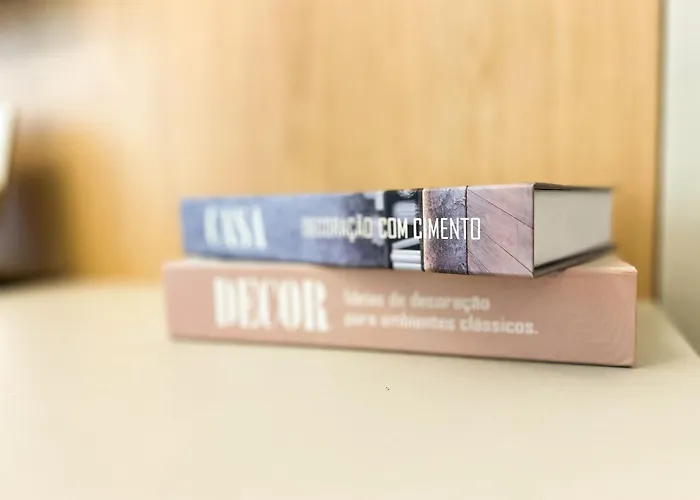 CASA DECORAÇÃO COM CIMENTO
DECOR
Ideias de decoração
para ambientes clássicos.